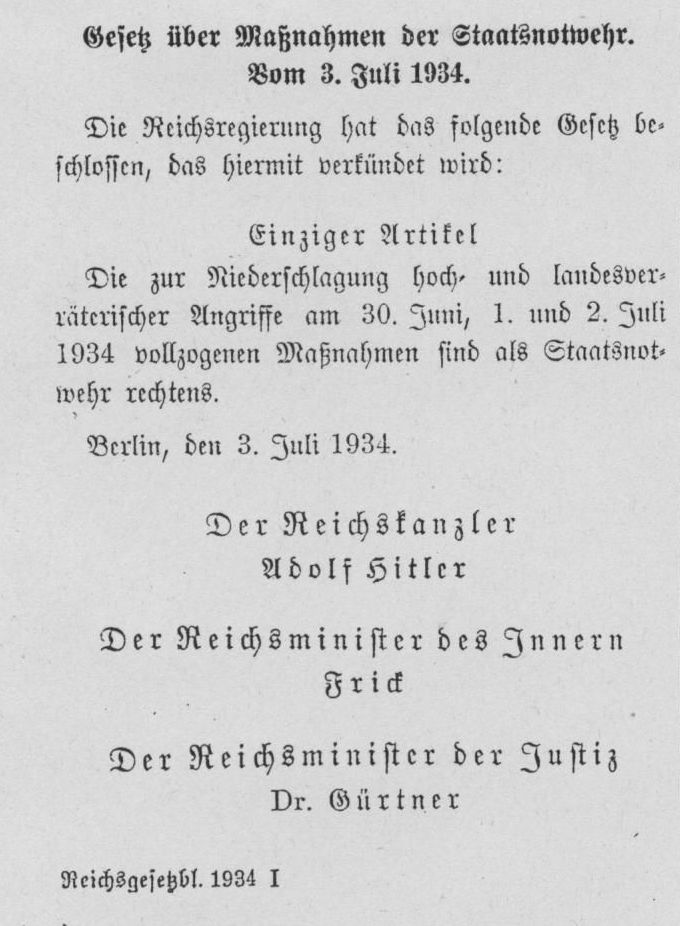 Gesetz über Maßnahmen der Staatsnotwehr.
Vom 3. Juli 1934.
Die Reichsregierung hat das folgende Gesetz be-
schlossen, das hiermit verkündet wird:
Einziger Artikel
Die zur Niederschlagung hoch- und landesver-
räterischer Angriffe am 30. Juni, 1. und 2. Juli
1934 vollzogenen Maßnahmen sind als Staatsnot-
wehr rechtens.
Berlin, den 3. Juli 1934.
Der Reichskanzler
Adolf Hitler
Der Reichsminister des Innern
Frick
Der Reichsminister der Justiz
Dr. Gürtner
Reichsgesetzbl. 1934 I